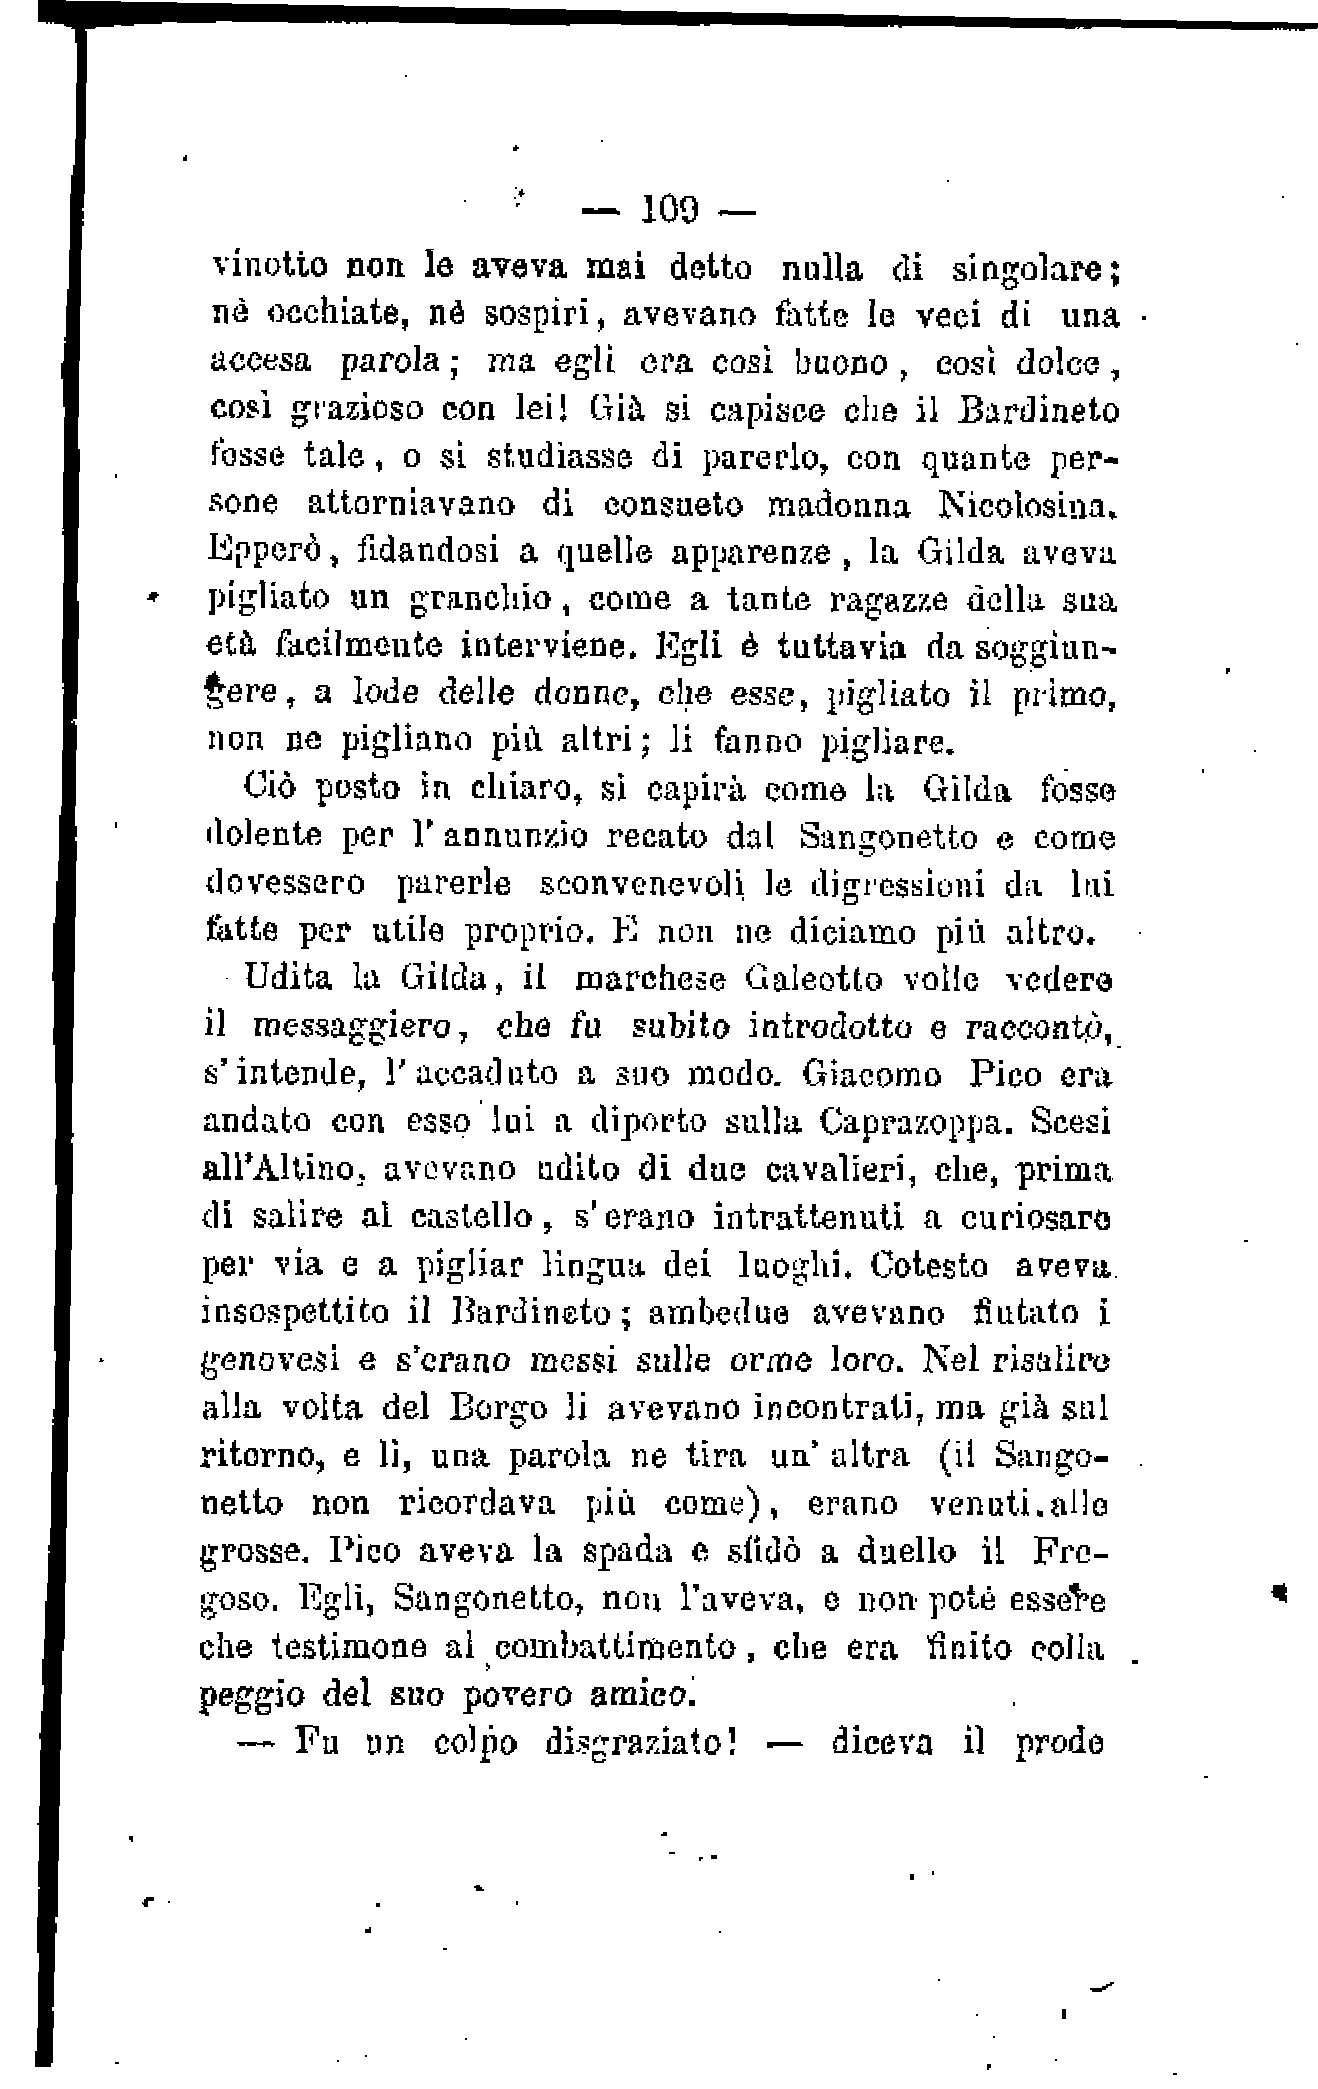 — 109 —
vinotto non le aveva mai detto nulla di singolare;
nè occhiate, nè sospiri, avevano fatte le veci di una
accesa parola; ma egli era così buono, così dolce,
così grazioso con lei! Già si capisce che il Bardineto
fosse tale, o si studiasse di parerlo, con quante per-
sone attorniavano di consueto madonna Nicolosina.
Epperò, fidandosi a quelle apparenze, la Gilda aveva
pigliato un granchio, come a tante ragazze della sua
età facilmente interviene. Egli è tuttavia da soggiun-
gere, a lode delle donne, che esse, pigliato il primo,
non ne pigliano più altri; li fanno pigliare.
Ciò posto in chiaro, si capirà come la Gilda fosse
dolente per l'annunzio recato dal Sangonetto e come
dovessero parerle sconvenevoli le digressioni da lui
fatte per utile proprio. E non ne diciamo più altro.
Udita la Gilda, il marchese Galeotto volle vedere
il messaggiero, che fu subito introdotto e raccontò,
s'intende, l'accaduto a suo modo. Giacomo Pico era
andato con esso lui a diporto sulla Caprazoppa. Scesi
all'Altino, avevano udito di due cavalieri, che, prima
di salire al castello, s'erano intrattenuti a curiosare
per via e a pigliar lingua dei luoghi. Cotesto aveva
insospettito il Bardineto; ambedue avevano fiutato i
genovesi e s'erano messi sulle orme loro. Nel risalire
alla volta del Borgo li avevano incontrati, ma già sul
ritorno, e lì, una parola ne tira un'altra (il Sango-
netto non ricordava più come), erano venuti alle
grosse. Pico aveva la spada e sfidò a duello il Fre-
goso. Egli, Sangonetto, non l'aveva, e non potè essere
che testimone al combattimento, che era finito colla
peggio del suo povero amico.
— Fu un colpo disgraziato! — diceva il prode